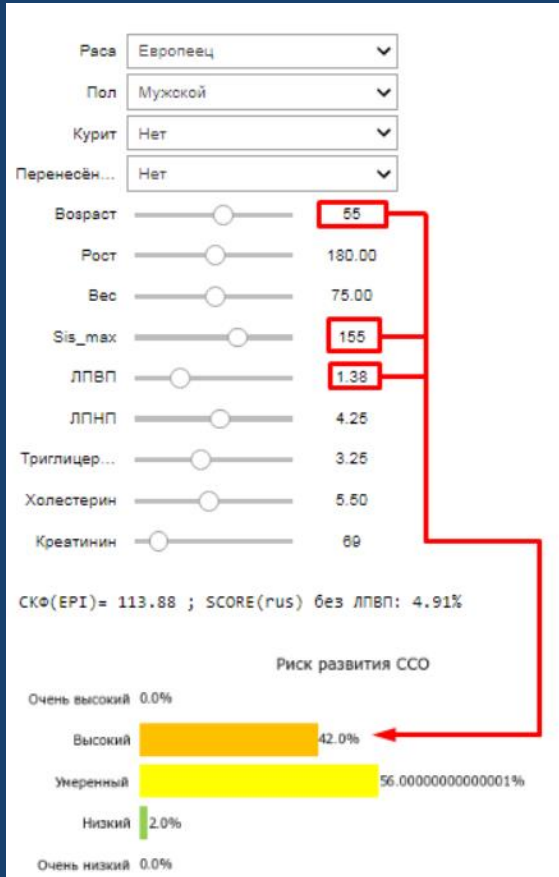 Раса Европеец
Пол Мужской
Курит Нет
Перенесён... Нет
Возраст 55
Рост 180.00
Вес 75.00
Sis_max 155
ЛПВП 1.38
ЛПНП 4.25
Триглицер... 3.25
Холестерин 5.50
Креатинин 69
СКФ(EPI)= 113.88 ; SCORE(rus) без ЛПВП: 4.91%
Риск развития ССО
Очень высокий 0.0%
Высокий 42.0%
Умеренный 56.00000000000001%
Низкий 2.0%
Очень низкий 0.0%